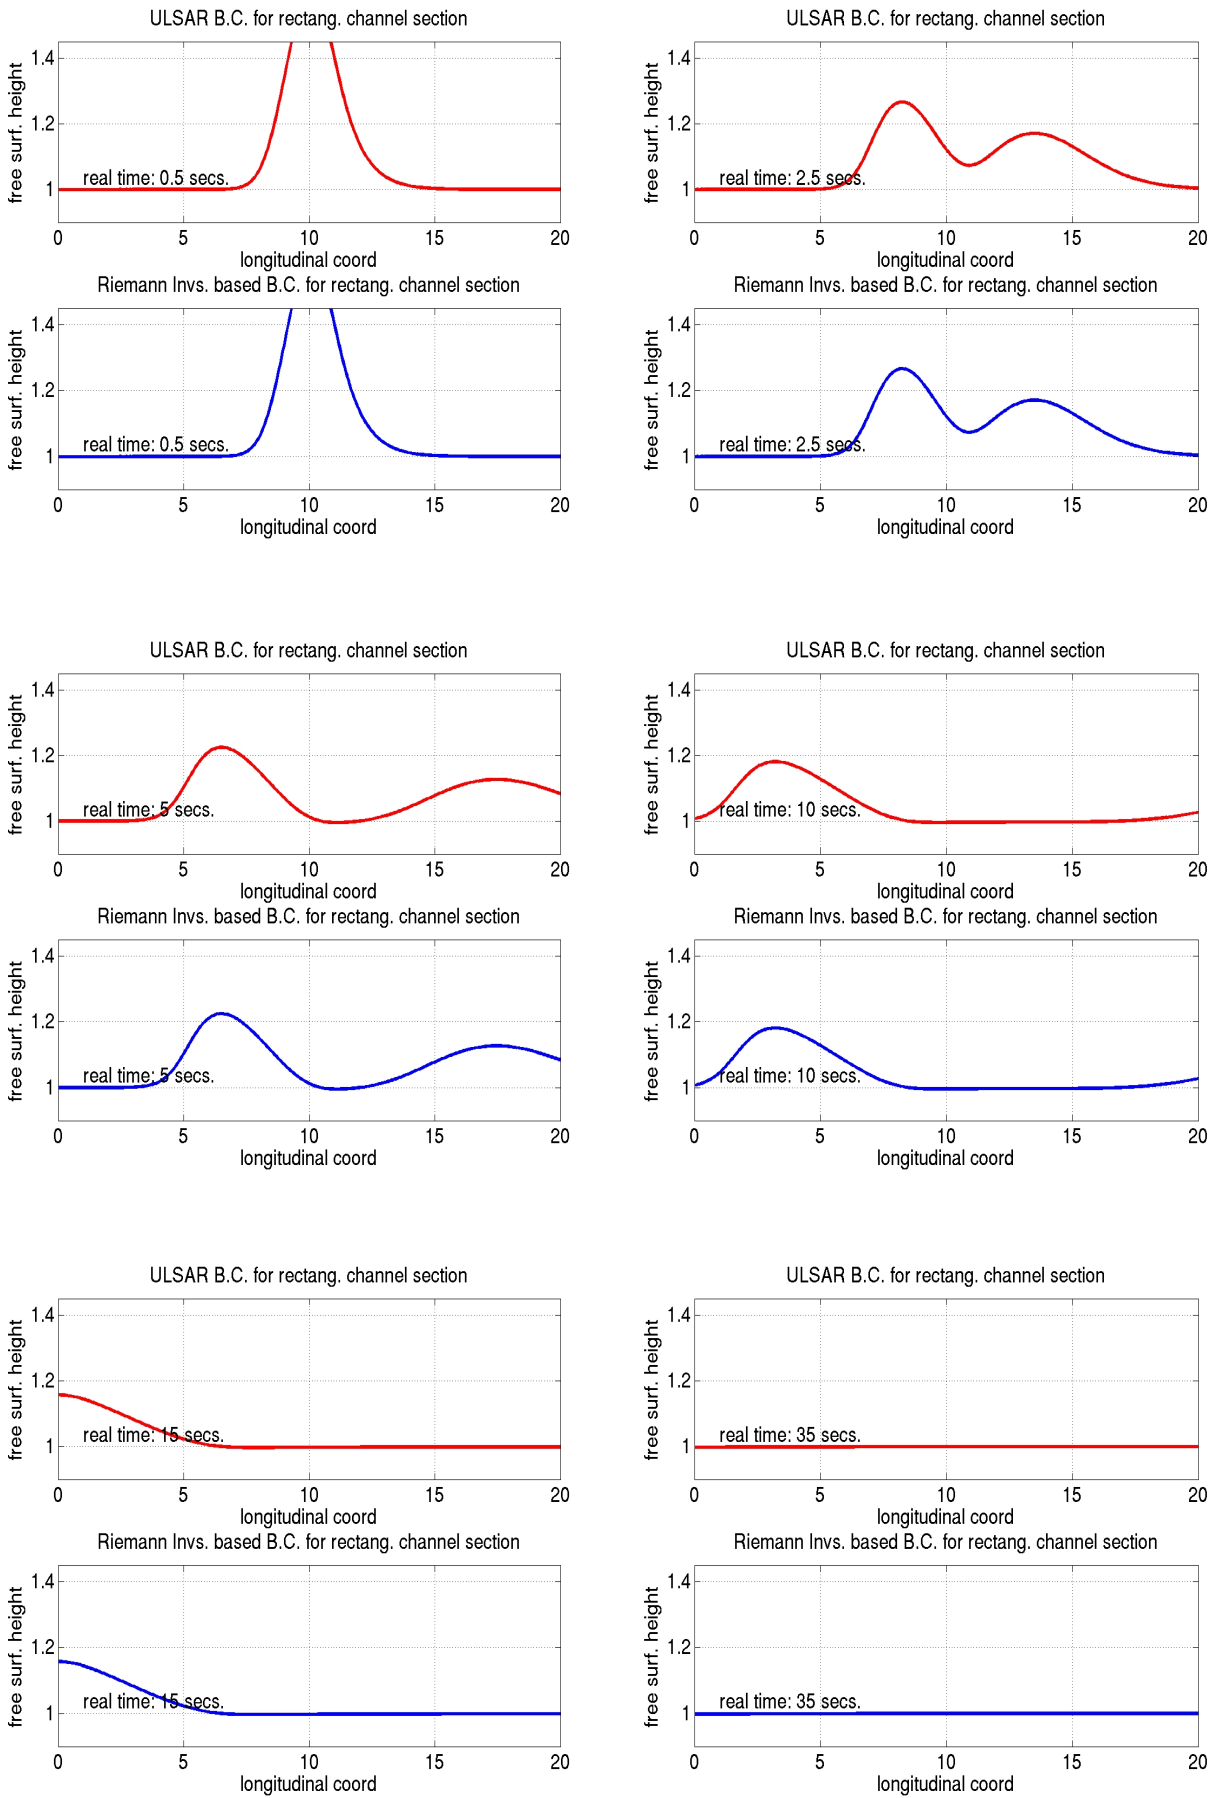 ULSAR B.C. for rectang. channel section
free surf. height
1.4
1.2
1
real time: 0.5 secs.
0 5 10 15 20
longitudinal coord
Riemann Invs. based B.C. for rectang. channel section
free surf. height
1.4
1.2
1
real time: 0.5 secs.
0 5 10 15 20
longitudinal coord
ULSAR B.C. for rectang. channel section
free surf. height
1.4
1.2
1
real time: 2.5 secs.
0 5 10 15 20
longitudinal coord
Riemann Invs. based B.C. for rectang. channel section
free surf. height
1.4
1.2
1
real time: 2.5 secs.
0 5 10 15 20
longitudinal coord
ULSAR B.C. for rectang. channel section
free surf. height
1.4
1.2
1
real time: 5 secs.
0 5 10 15 20
longitudinal coord
Riemann Invs. based B.C. for rectang. channel section
free surf. height
1.4
1.2
1
real time: 5 secs.
0 5 10 15 20
longitudinal coord
ULSAR B.C. for rectang. channel section
free surf. height
1.4
1.2
1
real time: 10 secs.
0 5 10 15 20
longitudinal coord
Riemann Invs. based B.C. for rectang. channel section
free surf. height
1.4
1.2
1
real time: 10 secs.
0 5 10 15 20
longitudinal coord
ULSAR B.C. for rectang. channel section
free surf. height
1.4
1.2
1
real time: 15 secs.
0 5 10 15 20
longitudinal coord
Riemann Invs. based B.C. for rectang. channel section
free surf. height
1.4
1.2
1
real time: 15 secs.
0 5 10 15 20
longitudinal coord
ULSAR B.C. for rectang. channel section
free surf. height
1.4
1.2
1
real time: 35 secs.
0 5 10 15 20
longitudinal coord
Riemann Invs. based B.C. for rectang. channel section
free surf. height
1.4
1.2
1
real time: 35 secs.
0 5 10 15 20
longitudinal coord